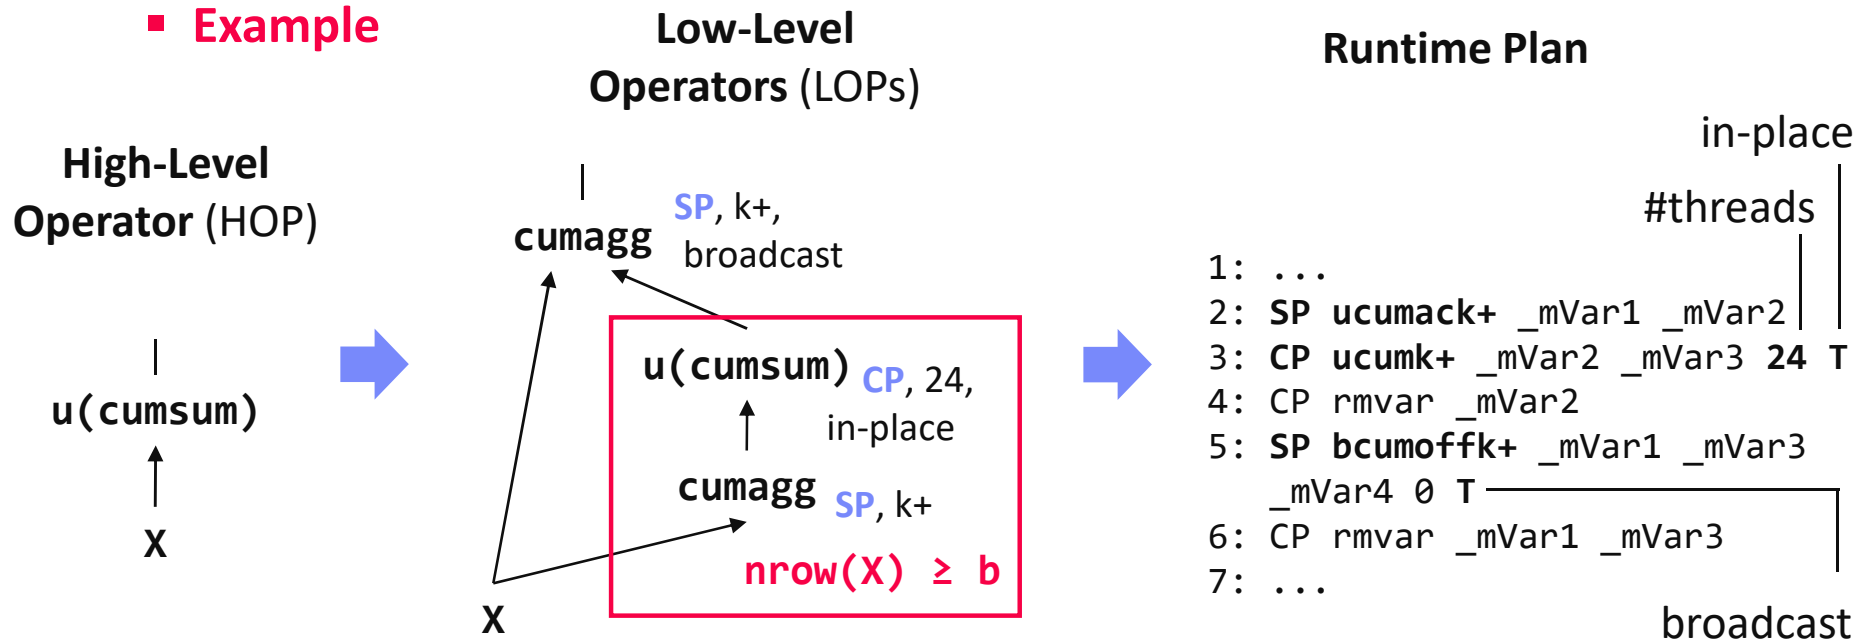 ▪ Example
High-Level
Operator (HOP)
u(cumsum)
X
Low-Level
Operators (LOPs)
cumagg
SP, k+,
broadcast
u(cumsum)
CP, 24,
in-place
cumagg
SP, k+
nrow(X) ≥ b
X
Runtime Plan
in-place
#threads
1: ...
2: SP ucumack+ _mVar1 _mVar2
3: CP ucumk+ _mVar2 _mVar3 24 T
4: CP rmvar _mVar2
5: SP bcumoffk+ _mVar1 _mVar3
_mVar4 0 T
6: CP rmvar _mVar1 _mVar3
7: ...
broadcast